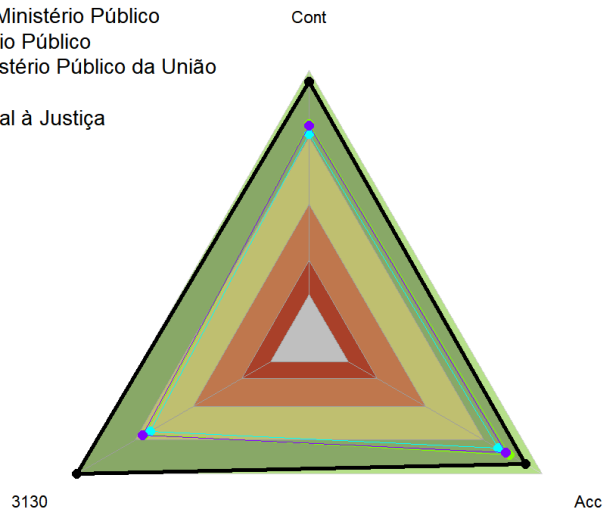 Ministério Público
Cont
io Público
stério Público da União
al à Justiça
3130
Acc